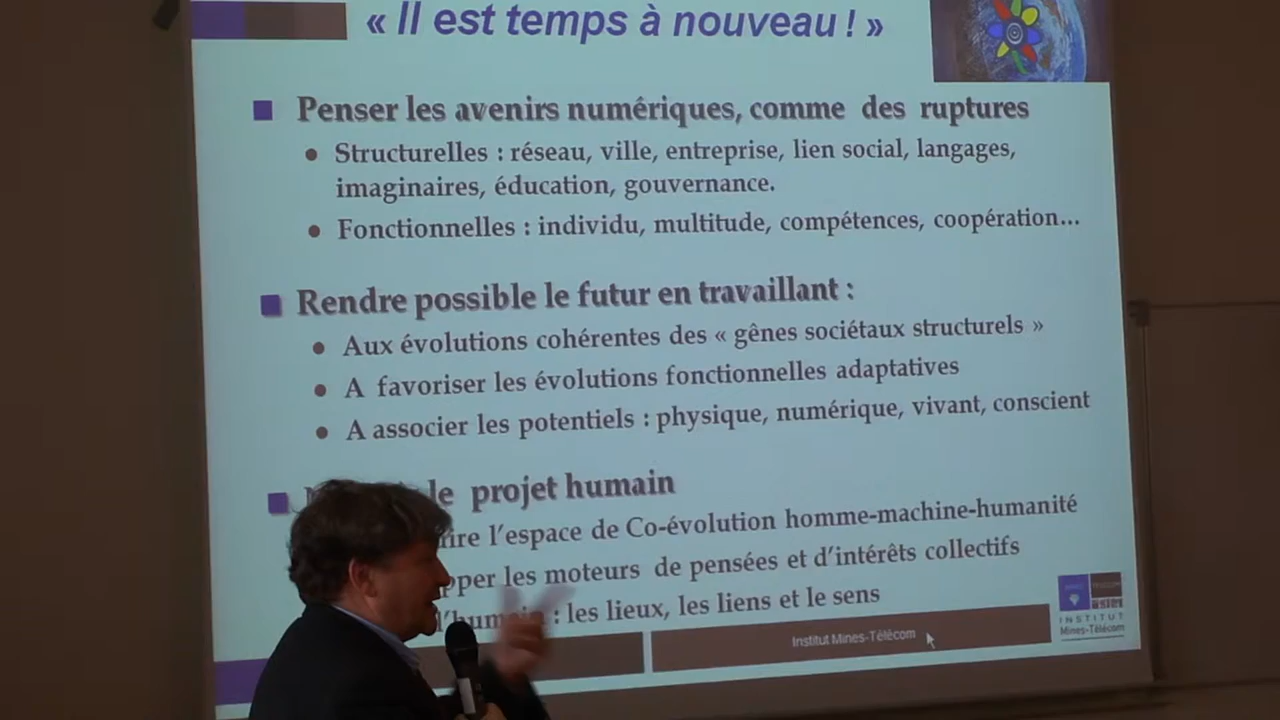 « Il est temps à nouveau ! »
Penser les avenirs numériques, comme des ruptures
Structurelles : réseau, ville, entreprise, lien social, langages,
imaginaires, éducation, gouvernance.
Fonctionnelles : individu, multitude, compétences, coopération...
Rendre possible le futur en travaillant :
Aux évolutions cohérentes des « gênes sociétaux structurels »
A favoriser les évolutions fonctionnelles adaptatives
A associer les potentiels : physique, numérique, vivant, conscient
le projet humain
l'espace de Co-évolution homme-machine-humanité
les moteurs de pensées et d'intérêts collectifs
l'humain : les lieux, les liens et le sens
Institut Mines-Télécom
INSTITUT
Mines-Télécom